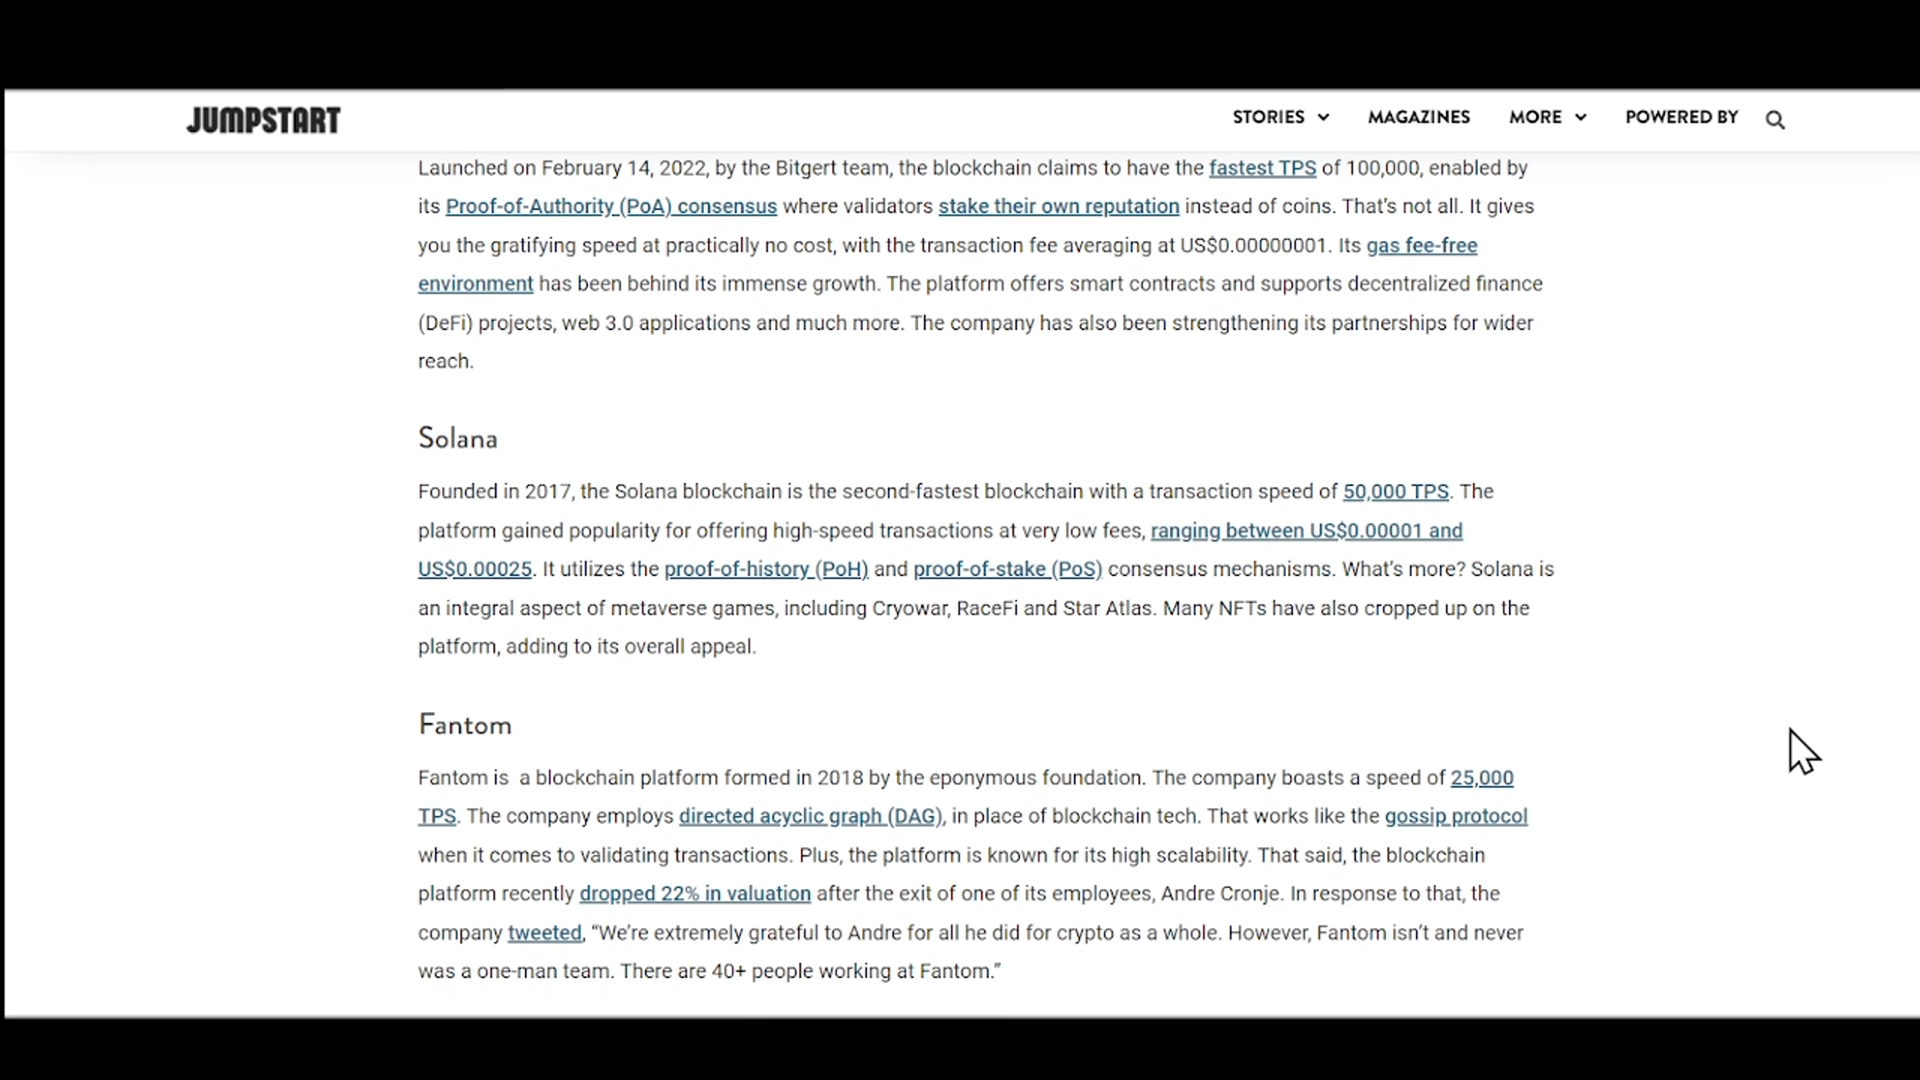 JUMPSTART
STORIES MAGAZINES MORE POWERED BY
Launched on February 14, 2022, by the Bitgert team, the blockchain claims to have the fastest TPS of 100,000, enabled by
its Proof-of-Authority (PoA) consensus where validators stake their own reputation instead of coins. That’s not all. It gives
you the gratifying speed at practically no cost, with the transaction fee averaging at US$0.00000001. Its gas fee-free
environment has been behind its immense growth. The platform offers smart contracts and supports decentralized finance
(DeFi) projects, web 3.0 applications and much more. The company has also been strengthening its partnerships for wider
reach.
Solana
Founded in 2017, the Solana blockchain is the second-fastest blockchain with a transaction speed of 50,000 TPS. The
platform gained popularity for offering high-speed transactions at very low fees, ranging between US$0.00001 and
US$0.00025. It utilizes the proof-of-history (PoH) and proof-of-stake (PoS) consensus mechanisms. What’s more? Solana is
an integral aspect of metaverse games, including Cryowar, RaceFi and Star Atlas. Many NFTs have also cropped up on the
platform, adding to its overall appeal.
Fantom
Fantom is a blockchain platform formed in 2018 by the eponymous foundation. The company boasts a speed of 25,000
TPS. The company employs directed acyclic graph (DAG), in place of blockchain tech. That works like the gossip protocol
when it comes to validating transactions. Plus, the platform is known for its high scalability. That said, the blockchain
platform recently dropped 22% in valuation after the exit of one of its employees, Andre Cronje. In response to that, the
company tweeted, “We’re extremely grateful to Andre for all he did for crypto as a whole. However, Fantom isn’t and never
was a one-man team. There are 40+ people working at Fantom.”